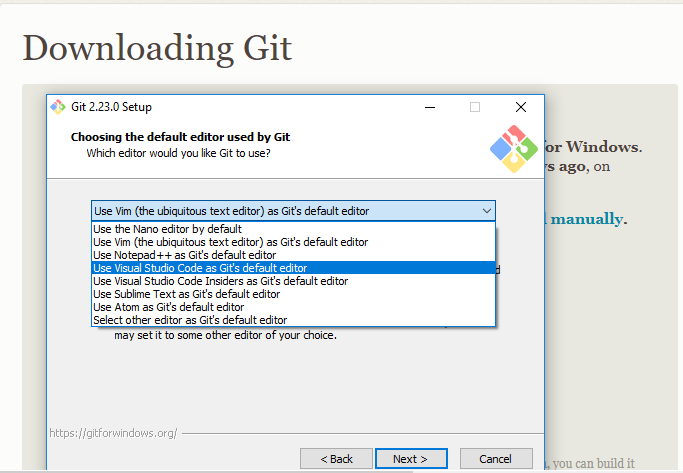 Downloading Git
Git 2.23.0 Setup
Choosing the default editor used by Git
Which editor would you like Git to use?
for Windows.
ago, on
manually.
Use Vim (the ubiquitous text editor) as Git's default editor
Use the Nano editor by default
Use Vim (the ubiquitous text editor) as Git's default editor
Use Notepad++ as Git's default editor
Use Visual Studio Code as Git's default editor
Use Visual Studio Code Insiders as Git's default editor
Use Sublime Text as Git's default editor
Use Atom as Git's default editor
Select other editor as Git's default editor
may set it to some other editor of your choice.
https://gitforwindows.org/
< Back
Next >
Cancel
, you can build it